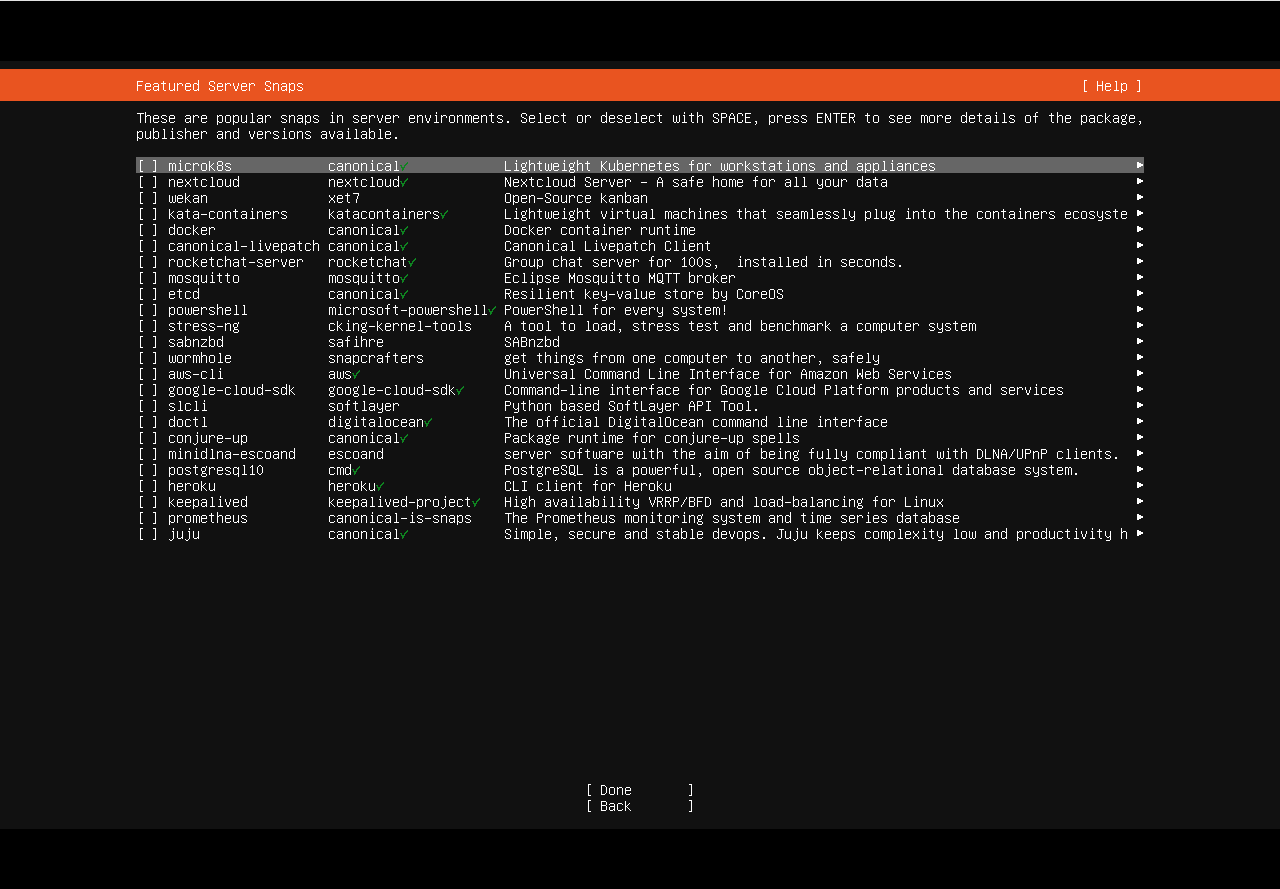 Featured Server Snaps [ Help ]
These are popular snaps in server environments. Select or deselect with SPACE, press ENTER to see more details of the package,
publisher and versions available.
[ ] microk8s canonical✓ Lightweight Kubernetes for workstations and appliances ▸
[ ] nextcloud nextcloud✓ Nextcloud Server - A safe home for all your data ▸
[ ] wekan xet7 Open-Source kanban ▸
[ ] kata-containers katacontainers✓ Lightweight virtual machines that seamlessly plug into the containers ecosyste ▸
[ ] docker canonical✓ Docker container runtime ▸
[ ] canonical-livepatch canonical✓ Canonical Livepatch Client ▸
[ ] rocketchat-server rocketchat✓ Group chat server for 100s,  installed in seconds. ▸
[ ] mosquitto mosquitto✓ Eclipse Mosquitto MQTT broker ▸
[ ] etcd canonical✓ Resilient key-value store by CoreOS ▸
[ ] powershell microsoft-powershell✓ PowerShell for every system! ▸
[ ] stress-ng cking-kernel-tools A tool to load, stress test and benchmark a computer system ▸
[ ] sabnzbd safihre SABnzbd ▸
[ ] wormhole snapcrafters get things from one computer to another, safely ▸
[ ] aws-cli aws✓ Universal Command Line Interface for Amazon Web Services ▸
[ ] google-cloud-sdk google-cloud-sdk✓ Command-line interface for Google Cloud Platform products and services ▸
[ ] slcli softlayer Python based SoftLayer API Tool. ▸
[ ] doctl digitalocean✓ The official DigitalOcean command line interface ▸
[ ] conjure-up canonical✓ Package runtime for conjure-up spells ▸
[ ] minidlna-escoand escoand server software with the aim of being fully compliant with DLNA/UPnP clients. ▸
[ ] postgresql10 cmd✓ PostgreSQL is a powerful, open source object-relational database system. ▸
[ ] heroku heroku✓ CLI client for Heroku ▸
[ ] keepalived keepalived-project✓ High availability VRRP/BFD and load-balancing for Linux ▸
[ ] prometheus canonical-is-snaps The Prometheus monitoring system and time series database ▸
[ ] juju canonical✓ Simple, secure and stable devops. Juju keeps complexity low and productivity h ▸
[ Done ]
[ Back ]